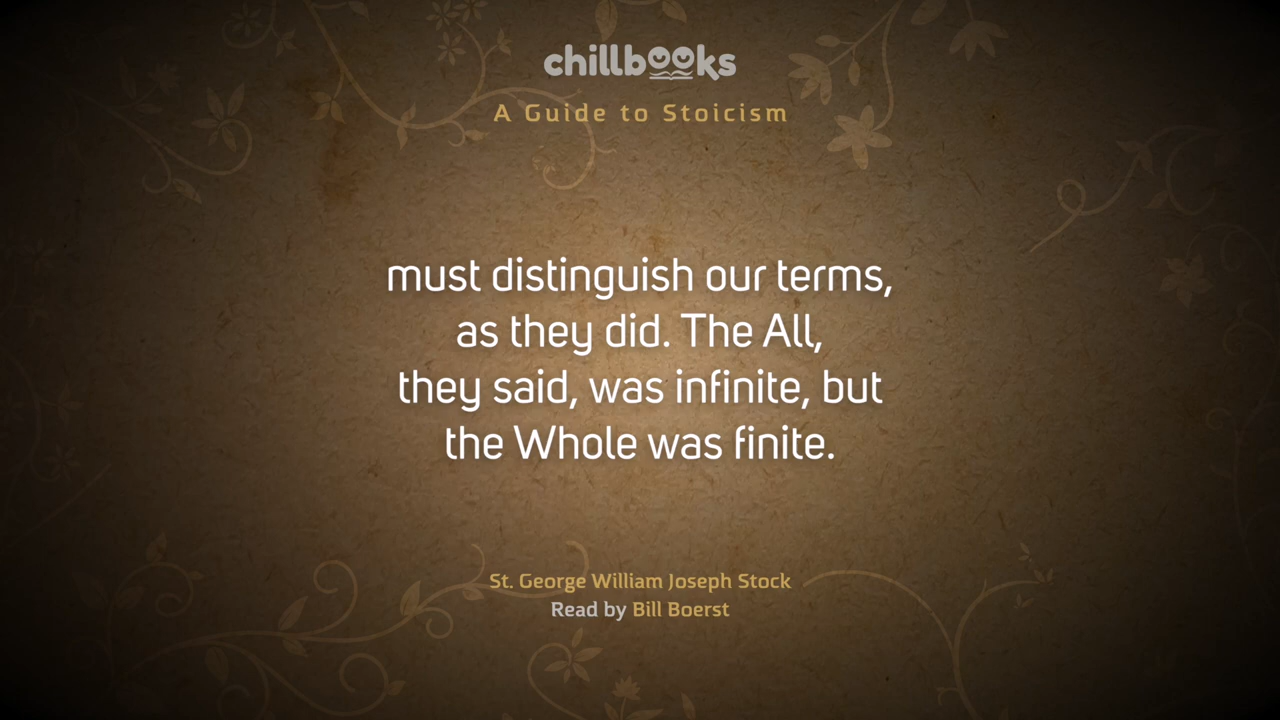 chillbooks
A Guide to Stoicism
must distinguish our terms,
as they did. The All,
they said, was infinite, but
the Whole was finite.
St. George William Joseph Stock
Read by Bill Boerst